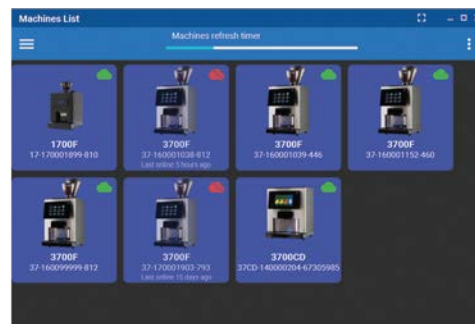 Machines List
Machines refresh timer
1700F
17-170001899-810
3700F
37-160001038-812
Last online 5 hours ago
3700F
37-160001039-446
3700F
37-160001152-460
3700F
37-160099999-812
3700F
37-170001903-793
Last online 15 days ago
3700CD
37CD-140000204-67305985